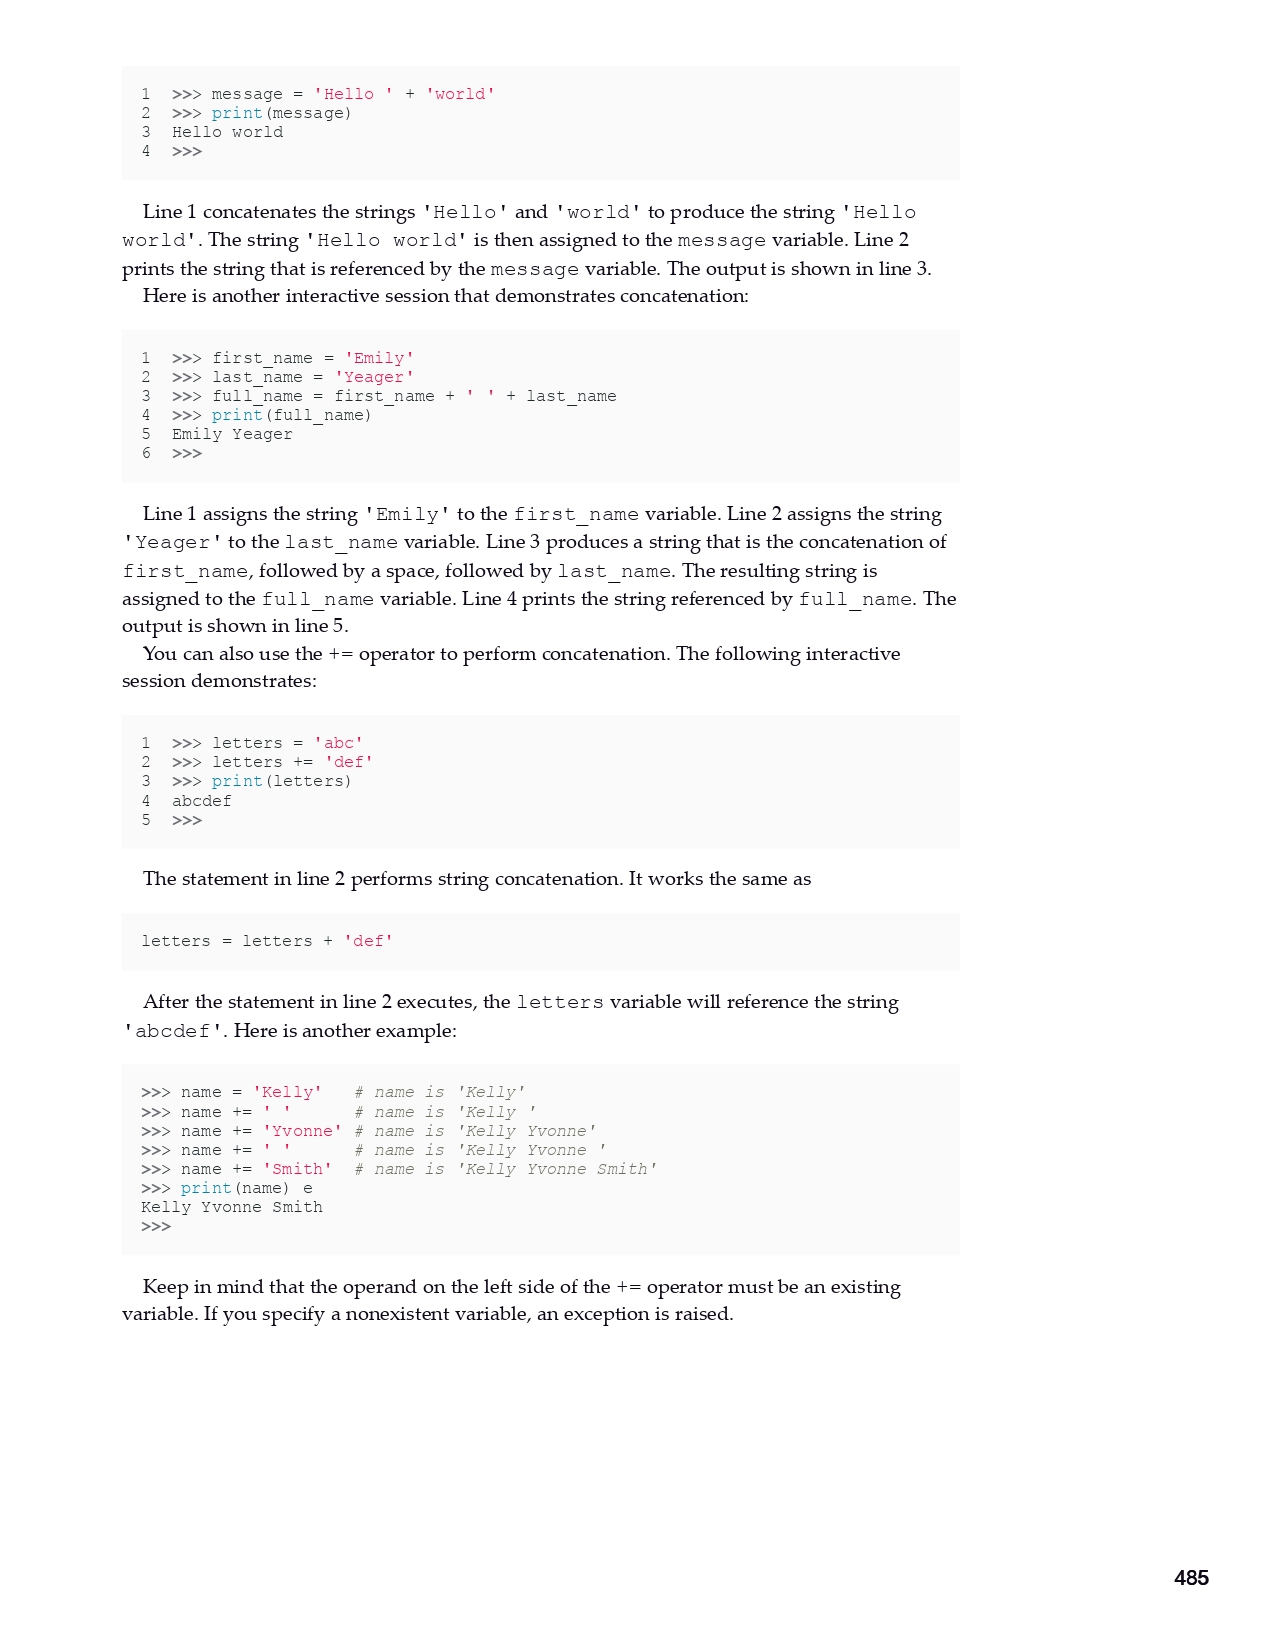 1  >>> message = 'Hello ' + 'world'
2  >>> print(message)
3  Hello world
4  >>>
Line 1 concatenates the strings 'Hello' and 'world' to produce the string 'Hello
world'. The string 'Hello world' is then assigned to the message variable. Line 2
prints the string that is referenced by the message variable. The output is shown in line 3.
Here is another interactive session that demonstrates concatenation:
1  >>> first_name = 'Emily'
2  >>> last_name = 'Yeager'
3  >>> full_name = first_name + ' ' + last_name
4  >>> print(full_name)
5  Emily Yeager
6  >>>
Line 1 assigns the string 'Emily' to the first_name variable. Line 2 assigns the string
'Yeager' to the last_name variable. Line 3 produces a string that is the concatenation of
first_name, followed by a space, followed by last_name. The resulting string is
assigned to the full_name variable. Line 4 prints the string referenced by full_name. The
output is shown in line 5.
You can also use the += operator to perform concatenation. The following interactive
session demonstrates:
1  >>> letters = 'abc'
2  >>> letters += 'def'
3  >>> print(letters)
4  abcdef
5  >>>
The statement in line 2 performs string concatenation. It works the same as
letters = letters + 'def'
After the statement in line 2 executes, the letters variable will reference the string
'abcdef'. Here is another example:
>>> name = 'Kelly'   # name is 'Kelly'
>>> name += ' '      # name is 'Kelly '
>>> name += 'Yvonne' # name is 'Kelly Yvonne'
>>> name += ' '      # name is 'Kelly Yvonne '
>>> name += 'Smith'  # name is 'Kelly Yvonne Smith'
>>> print(name) e
Kelly Yvonne Smith
>>>
Keep in mind that the operand on the left side of the += operator must be an existing
variable. If you specify a nonexistent variable, an exception is raised.
485